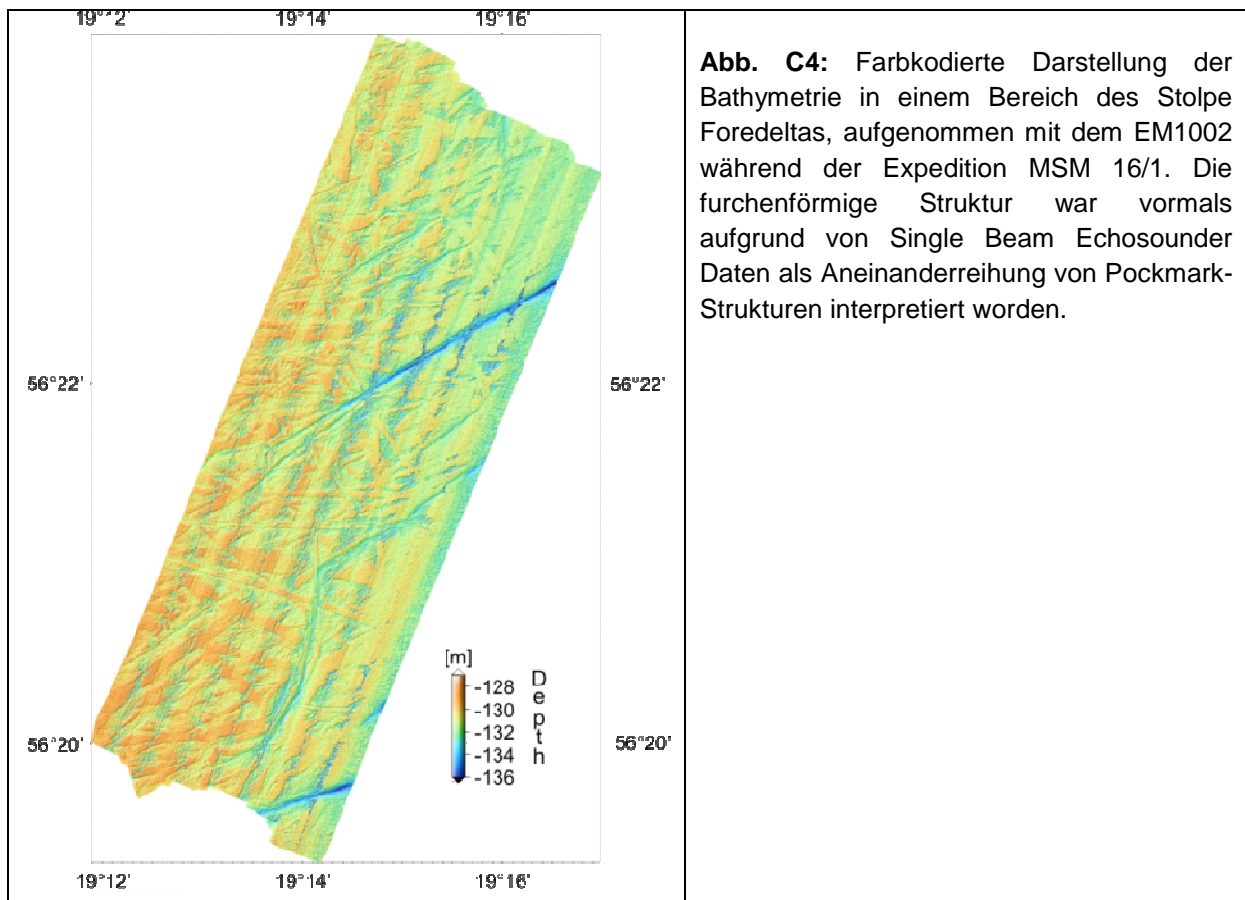 19°12' 19°14' 19°16'
56°22' 56°22'
56°20' 56°20'
[m]
-128
-130
-132
-134
-136
Depth
19°12' 19°14' 19°16'
Abb. C4: Farbkodierte Darstellung der
Bathymetrie in einem Bereich des Stolpe
Foredeltas, aufgenommen mit dem EM1002
während der Expedition MSM 16/1. Die
furchenförmige Struktur war vormals
aufgrund von Single Beam Echosounder
Daten als Aneinanderreihung von Pockmark-
Strukturen interpretiert worden.